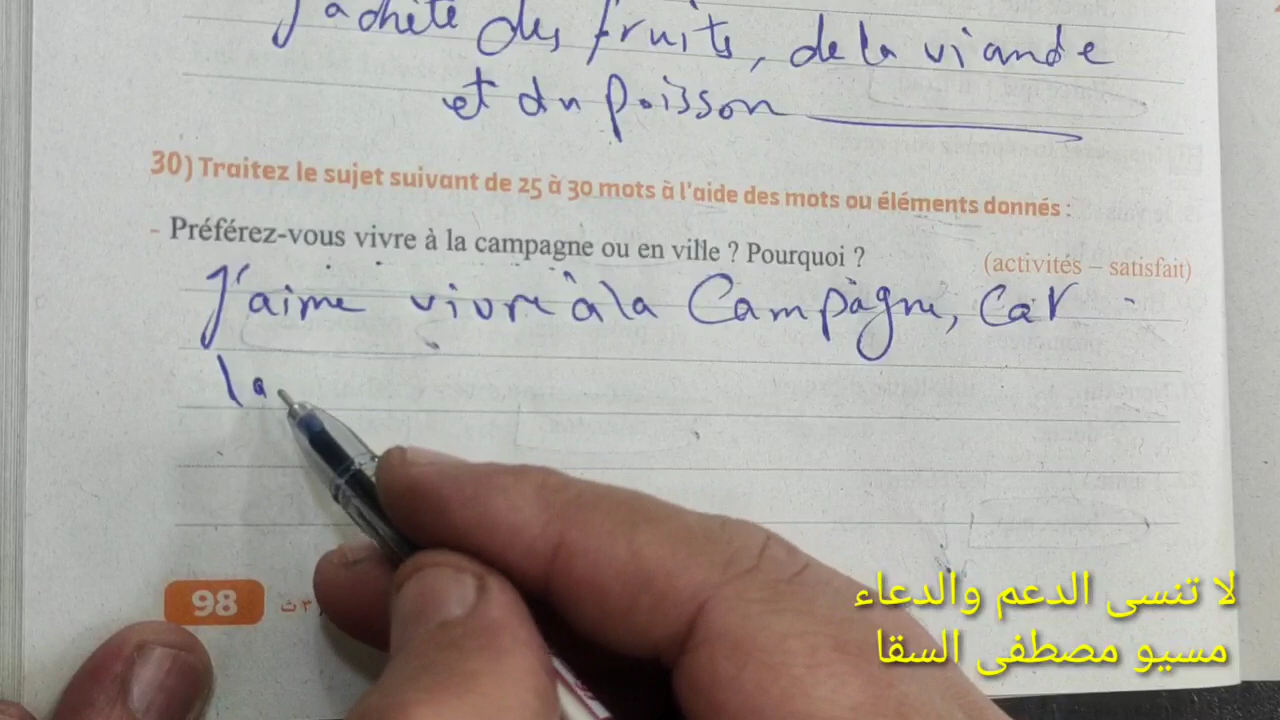 J'achète des fruits, de la viande
et du poisson
30) Traitez le sujet suivant de 25 à 30 mots à l'aide des mots ou éléments donnés :
- Préférez-vous vivre à la campagne ou en ville ? Pourquoi ?
(activités – satisfait)
J'aime vivre à la Campagne, car
la
98
لا تنسى الدعم والدعاء
مسيو مصطفى السقا